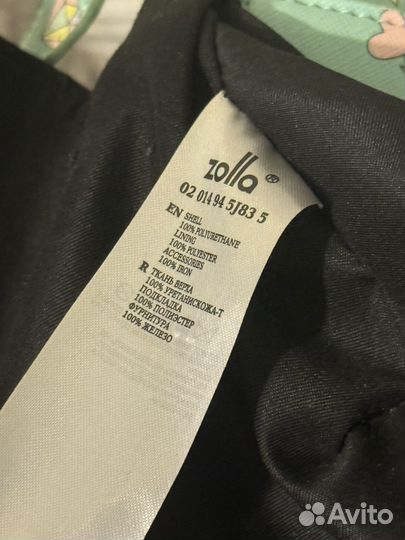 zolla ®
02 014 94 5J83 5
EN SHELL
100% POLYURETHANE
LINING
100% POLYESTER
ACCESSORIES
100% IRON
R ТКАНЬ ВЕРХА
100% УРЕТАНИСКОЖА-Т
ПОДКЛАДКА
100% ПОЛИЭСТЕР
ФУРНИТУРА
100% ЖЕЛЕЗО
Avito